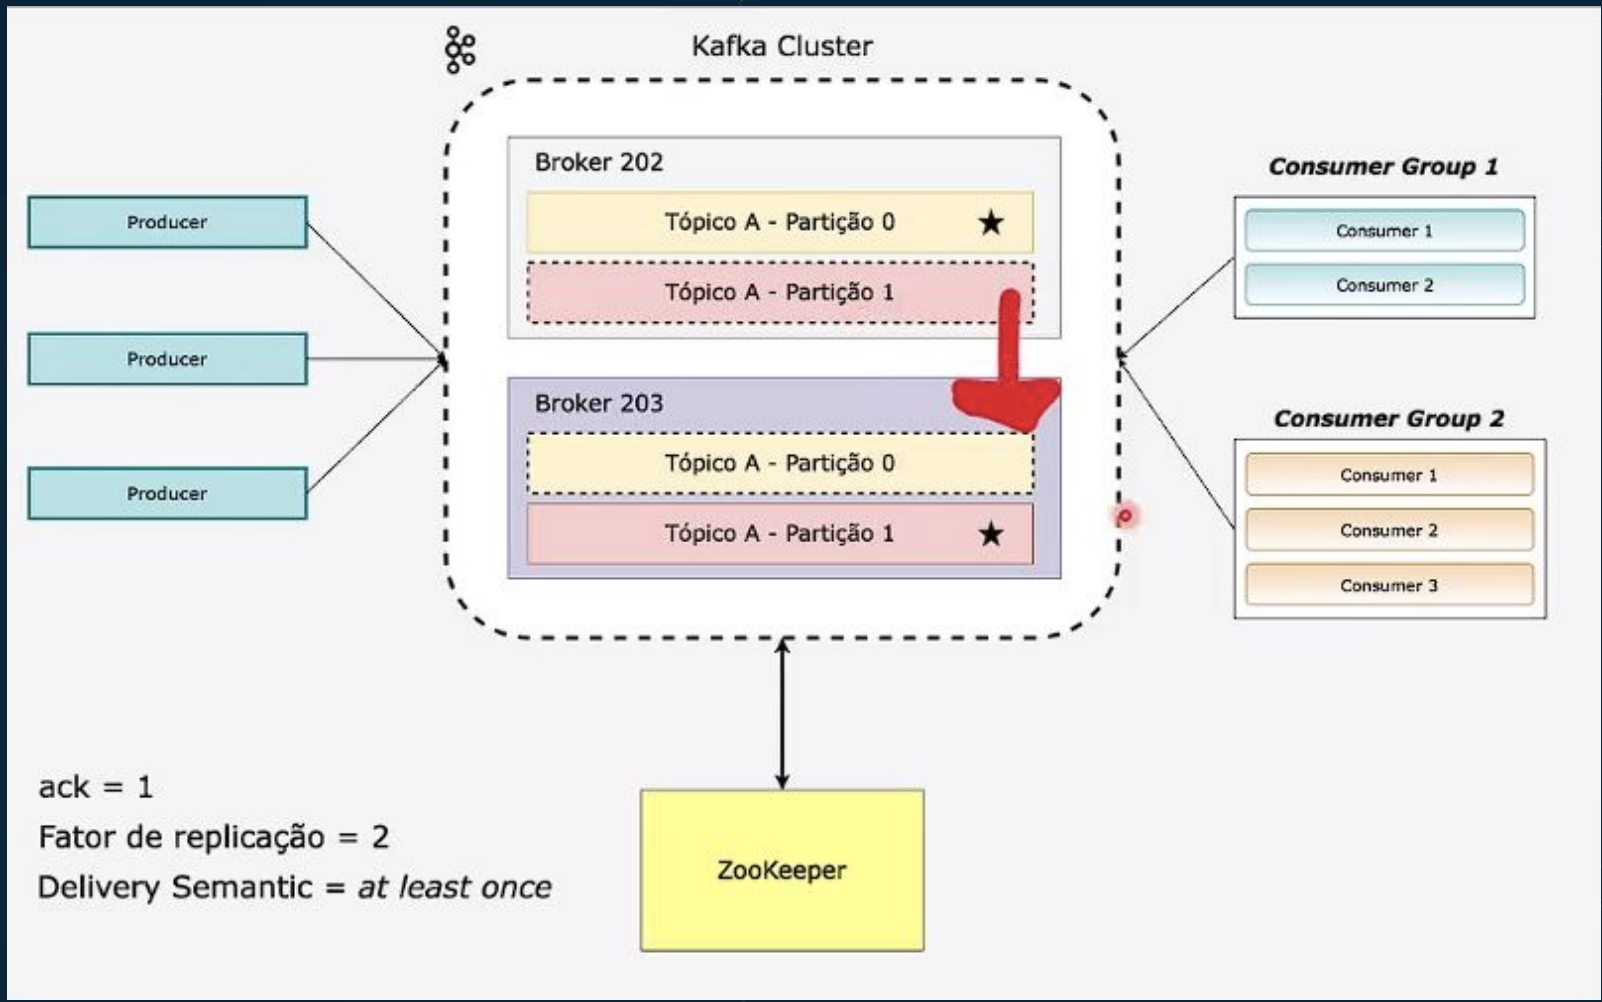 Kafka Cluster
Broker 202
Tópico A - Partição 0
Tópico A - Partição 1
Broker 203
Tópico A - Partição 0
Tópico A - Partição 1
Producer
Producer
Producer
Consumer Group 1
Consumer 1
Consumer 2
Consumer Group 2
Consumer 1
Consumer 2
Consumer 3
ack = 1
Fator de replicação = 2
Delivery Semantic = at least once
ZooKeeper